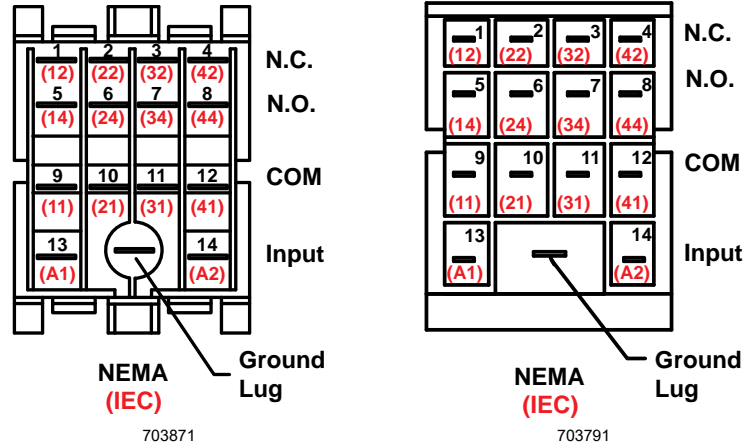 1 2 3 4 N.C.
(12) (22) (32) (42)
5 6 7 8 N.O.
(14) (24) (34) (44)
9 10 11 12 COM
(11) (21) (31) (41)
13 14 Input
(A1) (A2)
Ground
Lug
NEMA
(IEC)
703871
1 2 3 4 N.C.
(12) (22) (32) (42)
5 6 7 8 N.O.
(14) (24) (34) (44)
9 10 11 12 COM
(11) (21) (31) (41)
13 14 Input
(A1) (A2)
Ground
Lug
NEMA
(IEC)
703791